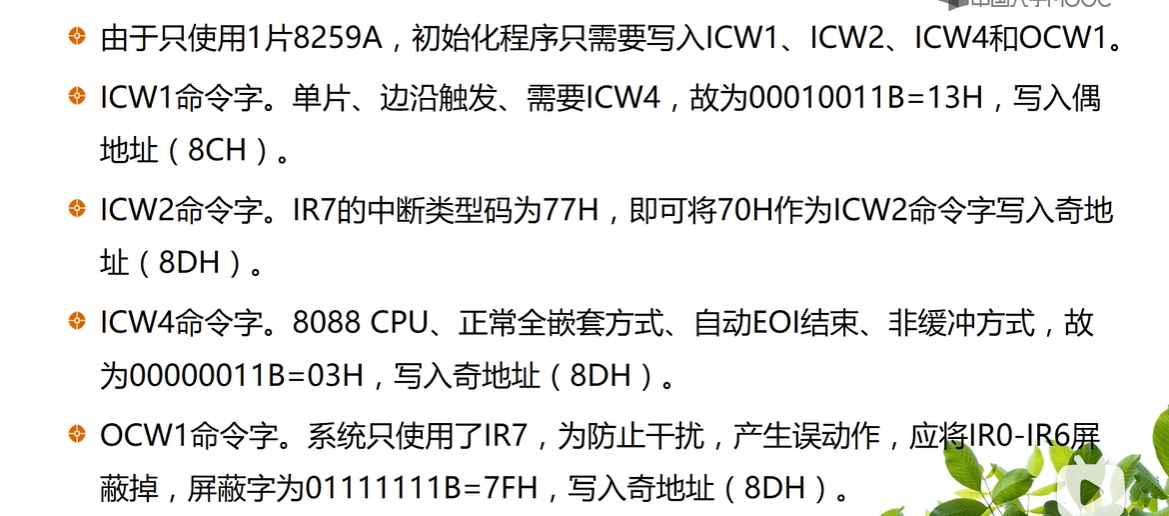 由于只使用1片8259A，初始化程序只需要写入ICW1、ICW2、ICW4和OCW1。
ICW1命令字。单片、边沿触发、需要ICW4，故为00010011B=13H，写入偶
地址（8CH）。
ICW2命令字。IR7的中断类型码为77H，即可将70H作为ICW2命令字写入奇地
址（8DH）。
ICW4命令字。8088 CPU、正常全嵌套方式、自动EOI结束、非缓冲方式，故
为00000011B=03H，写入奇地址（8DH）。
OCW1命令字。系统只使用了IR7，为防止干扰，产生误动作，应将IR0-IR6屏
蔽掉，屏蔽字为01111111B=7FH，写入奇地址（8DH）。